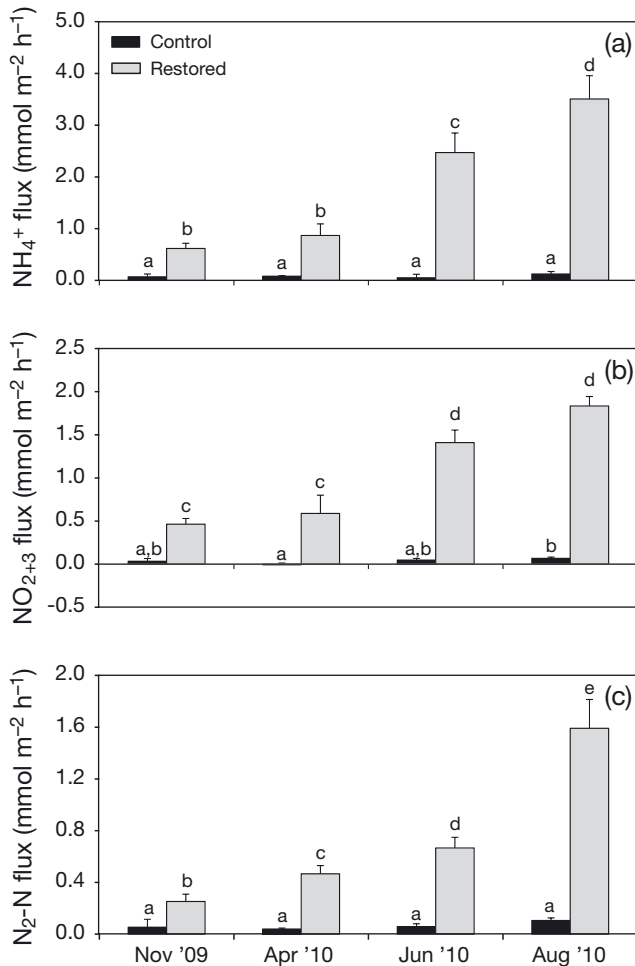 5.0
4.0
3.0
2.0
1.0
0.0
NH₄⁺ flux (mmol m⁻² h⁻¹)
Control
Restored
(a)
a b a b a c a d
2.5
2.0
1.5
1.0
0.5
0.0
-0.5
NO₂₊₃ flux (mmol m⁻² h⁻¹)
(b)
a,b c a c a,b d b d
2.0
1.6
1.2
0.8
0.4
0.0
N₂-N flux (mmol m⁻² h⁻¹)
(c)
a b a c a d a e
Nov '09 Apr '10 Jun '10 Aug '10